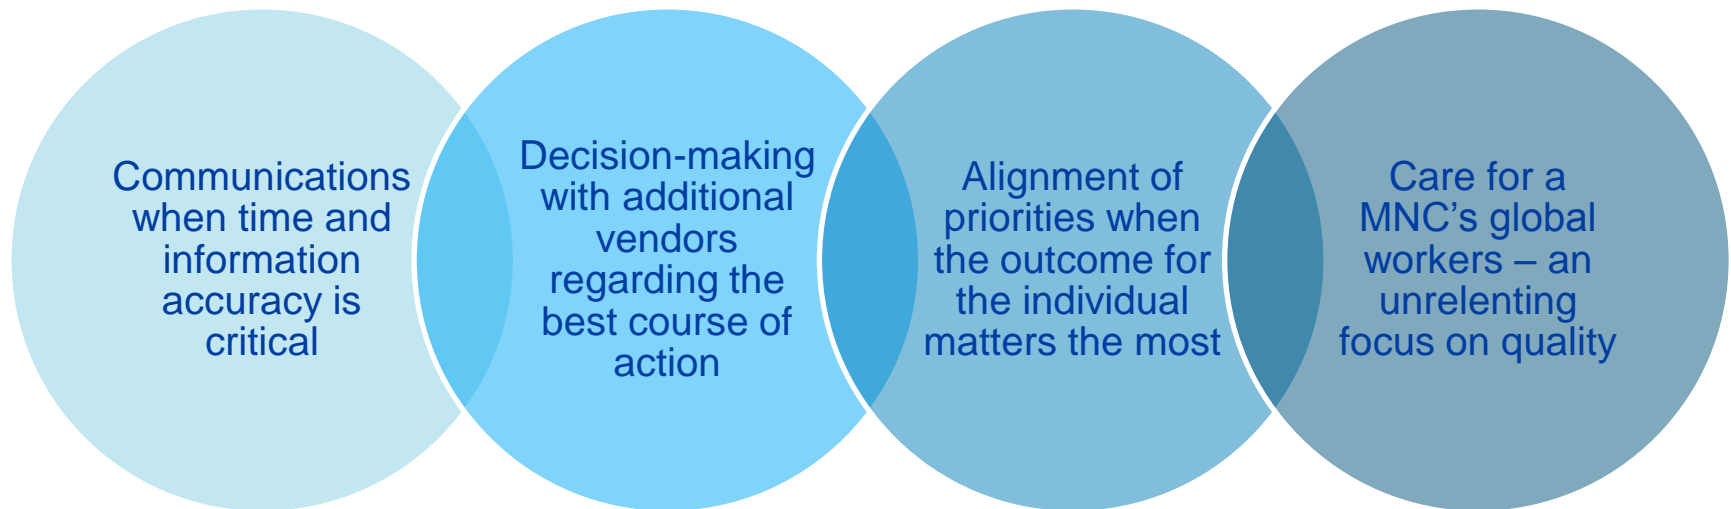 Communications
when time and
information
accuracy is
critical
Decision-making
with additional
vendors
regarding the
best course of
action
Alignment of
priorities when
the outcome for
the individual
matters the most
Care for a
MNC’s global
workers – an
unrelenting
focus on quality